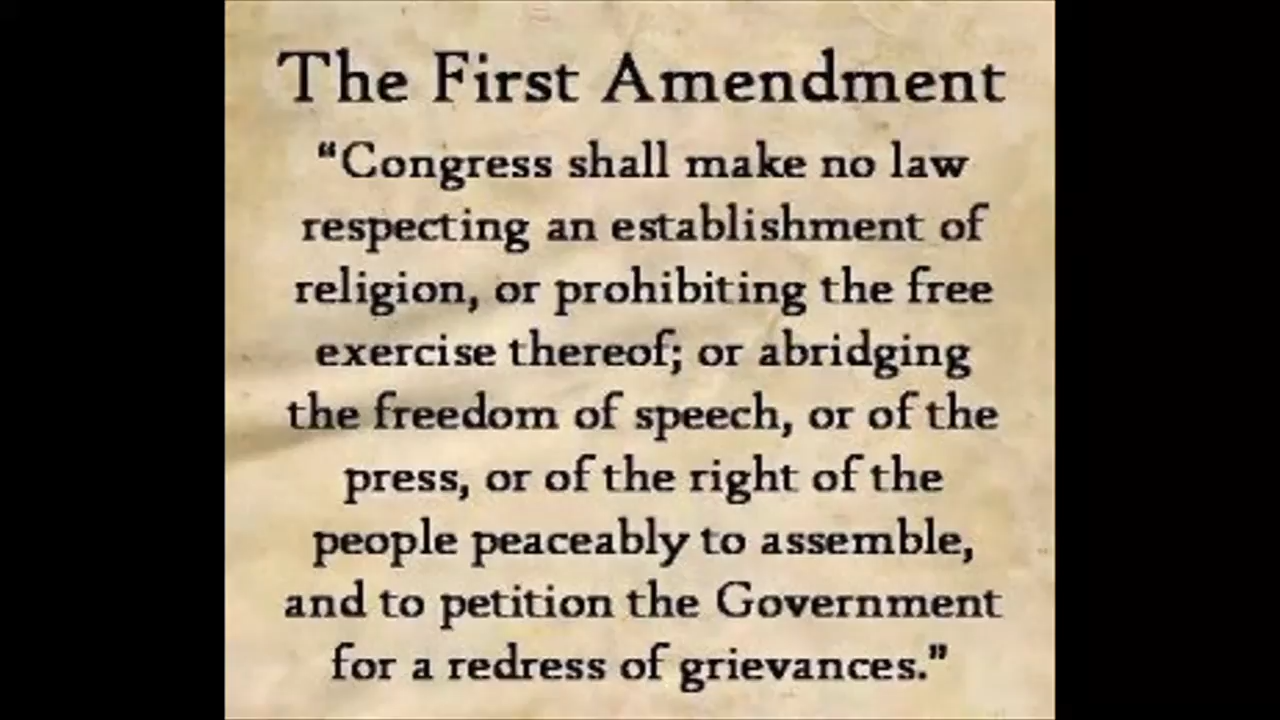 The First Amendment
“Congress shall make no law
respecting an establishment of
religion, or prohibiting the free
exercise thereof; or abridging
the freedom of speech, or of the
press, or of the right of the
people peaceably to assemble,
and to petition the Government
for a redress of grievances.”